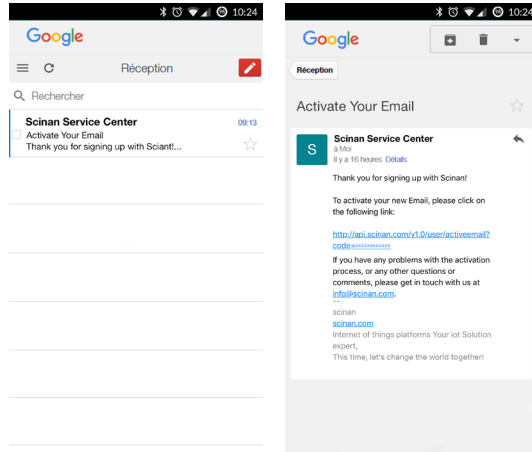 10:24
Google
Réception
Rechercher
Scinan Service Center 09:13
Activate Your Email
Thank you for signing up with Sciant!...
10:24
Google
Réception
Activate Your Email
S
Scinan Service Center
à Moi
Il y a 16 heures Détails
Thank you for signing up with Scinan!
To activate your new Email, please click on
the following link:
http://api.scinan.com/v1.0/user/activeemail?
code=xxxxxxxxxxxx
If you have any problems with the activation
process, or any other questions or
comments, please get in touch with us at
info@scinan.com.
--
scinan
scinan.com
Internet of things platforms Your iot Solution
expert,
This time, let's change the world together!